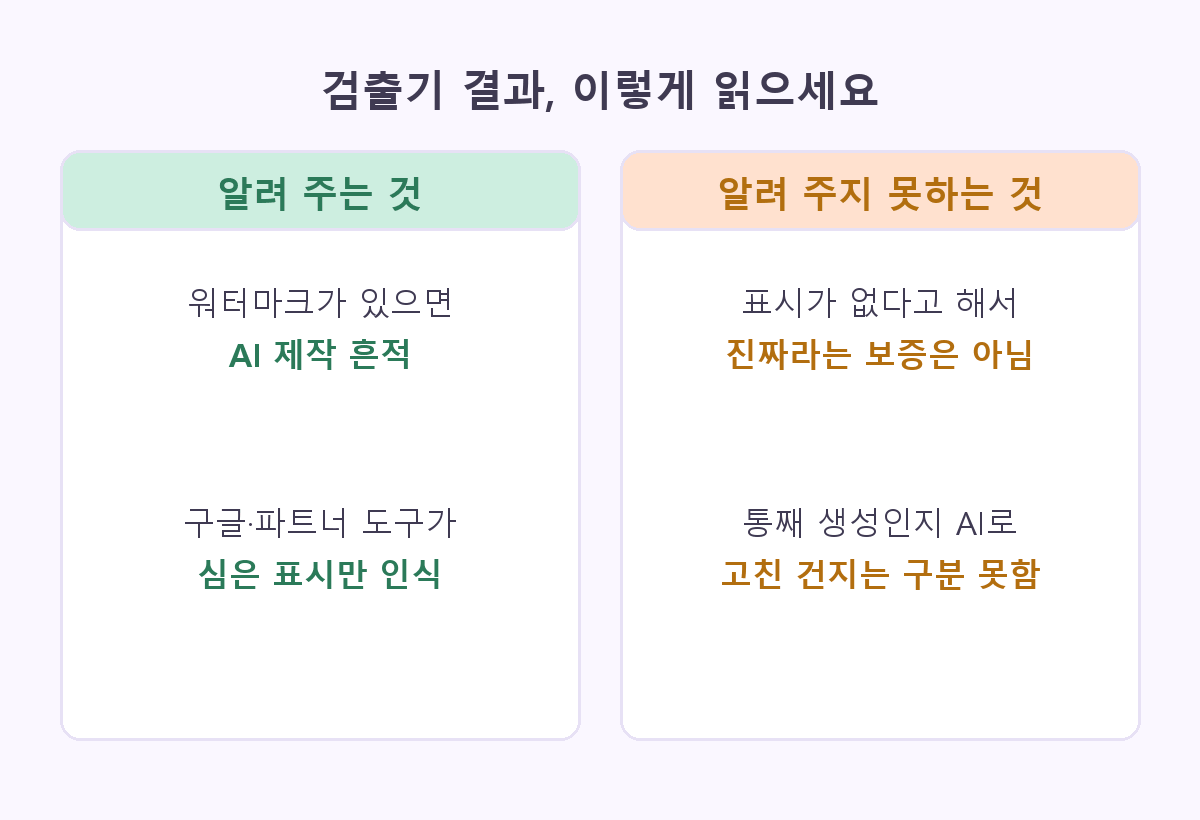 검출기 결과, 이렇게 읽으세요
알려 주는 것
워터마크가 있으면
AI 제작 흔적
구글·파트너 도구가
심은 표시만 인식
알려 주지 못하는 것
표시가 없다고 해서
진짜라는 보증은 아님
통째 생성인지 AI로
고친 건지는 구분 못함